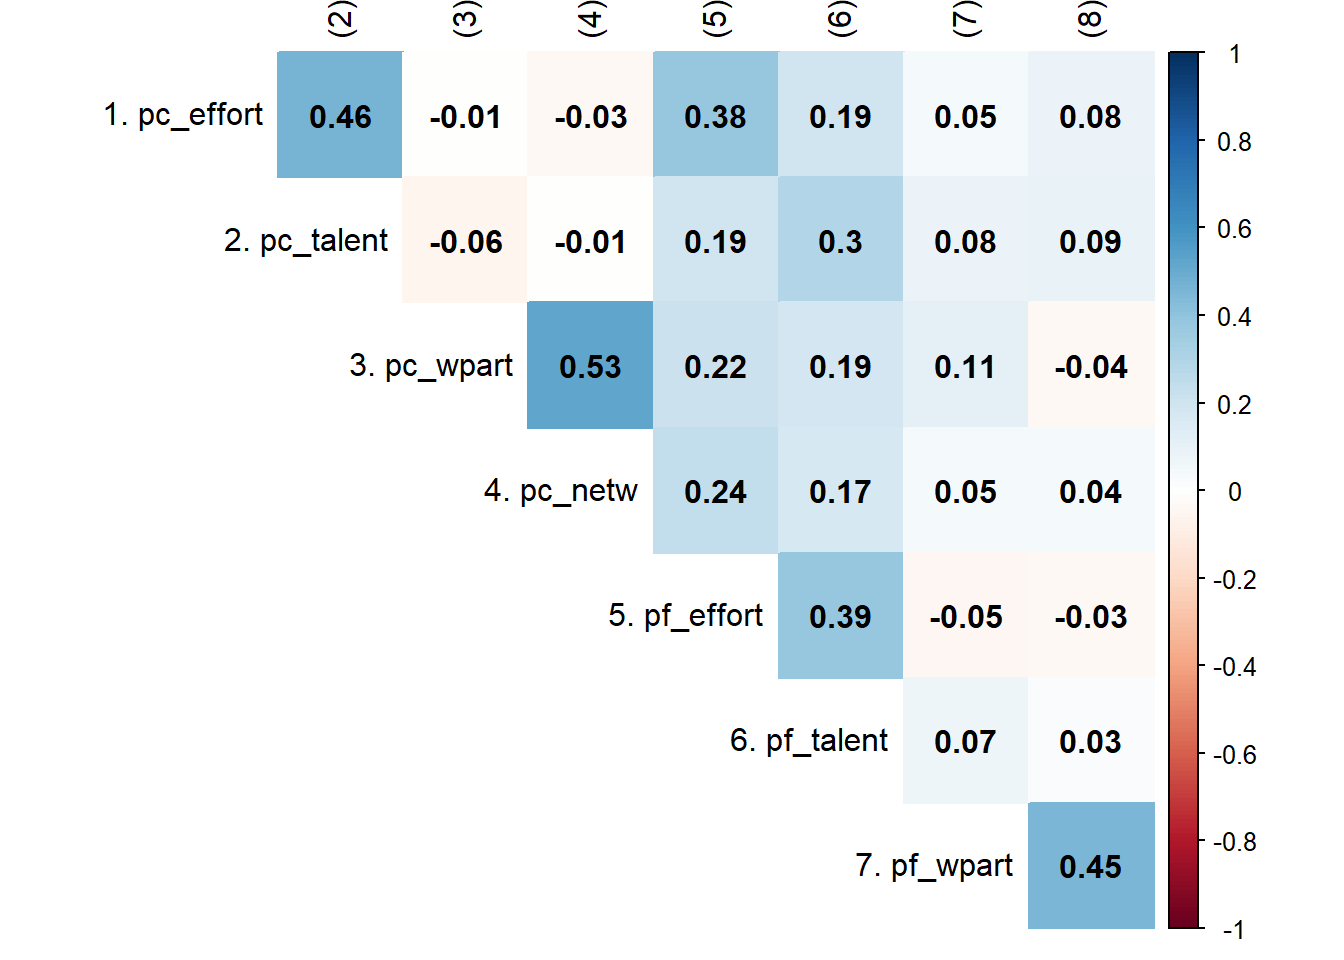 (2) (3) (4) (5) (6) (7) (8)
1. pc_effort 0.46 -0.01 -0.03 0.38 0.19 0.05 0.08
2. pc_talent -0.06 -0.01 0.19 0.3 0.08 0.09
3. pc_wpart 0.53 0.22 0.19 0.11 -0.04
4. pc_netw 0.24 0.17 0.05 0.04
5. pf_effort 0.39 -0.05 -0.03
6. pf_talent 0.07 0.03
7. pf_wpart 0.45
1
0.8
0.6
0.4
0.2
0
-0.2
-0.4
-0.6
-0.8
-1